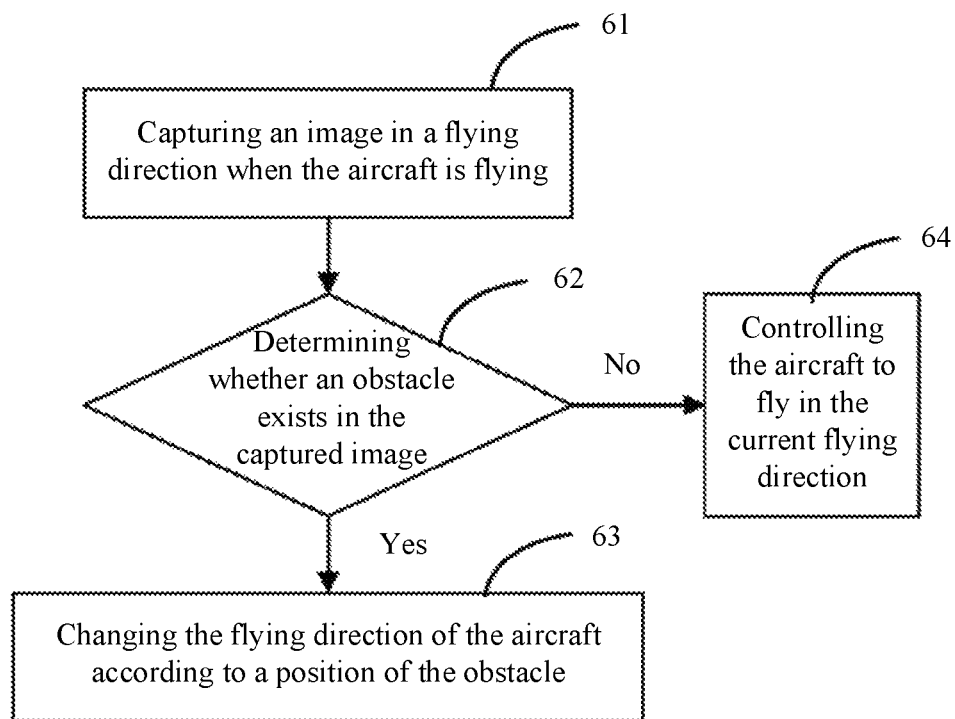 61
Capturing an image in a flying
direction when the aircraft is flying
62
Determining
whether an obstacle
exists in the
captured image
No
64
Controlling
the aircraft to
fly in the
current flying
direction
Yes
63
Changing the flying direction of the aircraft
according to a position of the obstacle